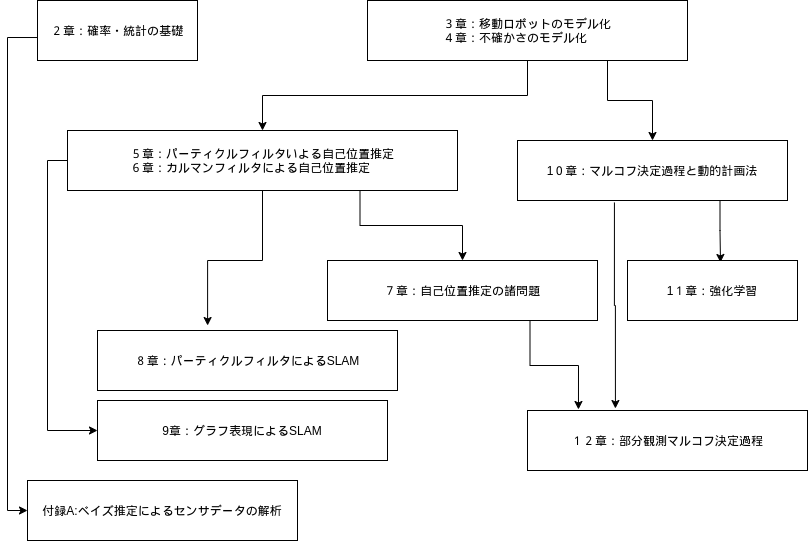 ２章：確率・統計の基礎
３章：移動ロボットのモデル化
４章：不確かさのモデル化
５章：パーティクルフィルタいよる自己位置推定
６章：カルマンフィルタによる自己位置推定
１０章：マルコフ決定過程と動的計画法
７章：自己位置推定の諸問題
１１章：強化学習
８章：パーティクルフィルタによるSLAM
9章：グラフ表現によるSLAM
１２章：部分観測マルコフ決定過程
付録A:ベイズ推定によるセンサデータの解析